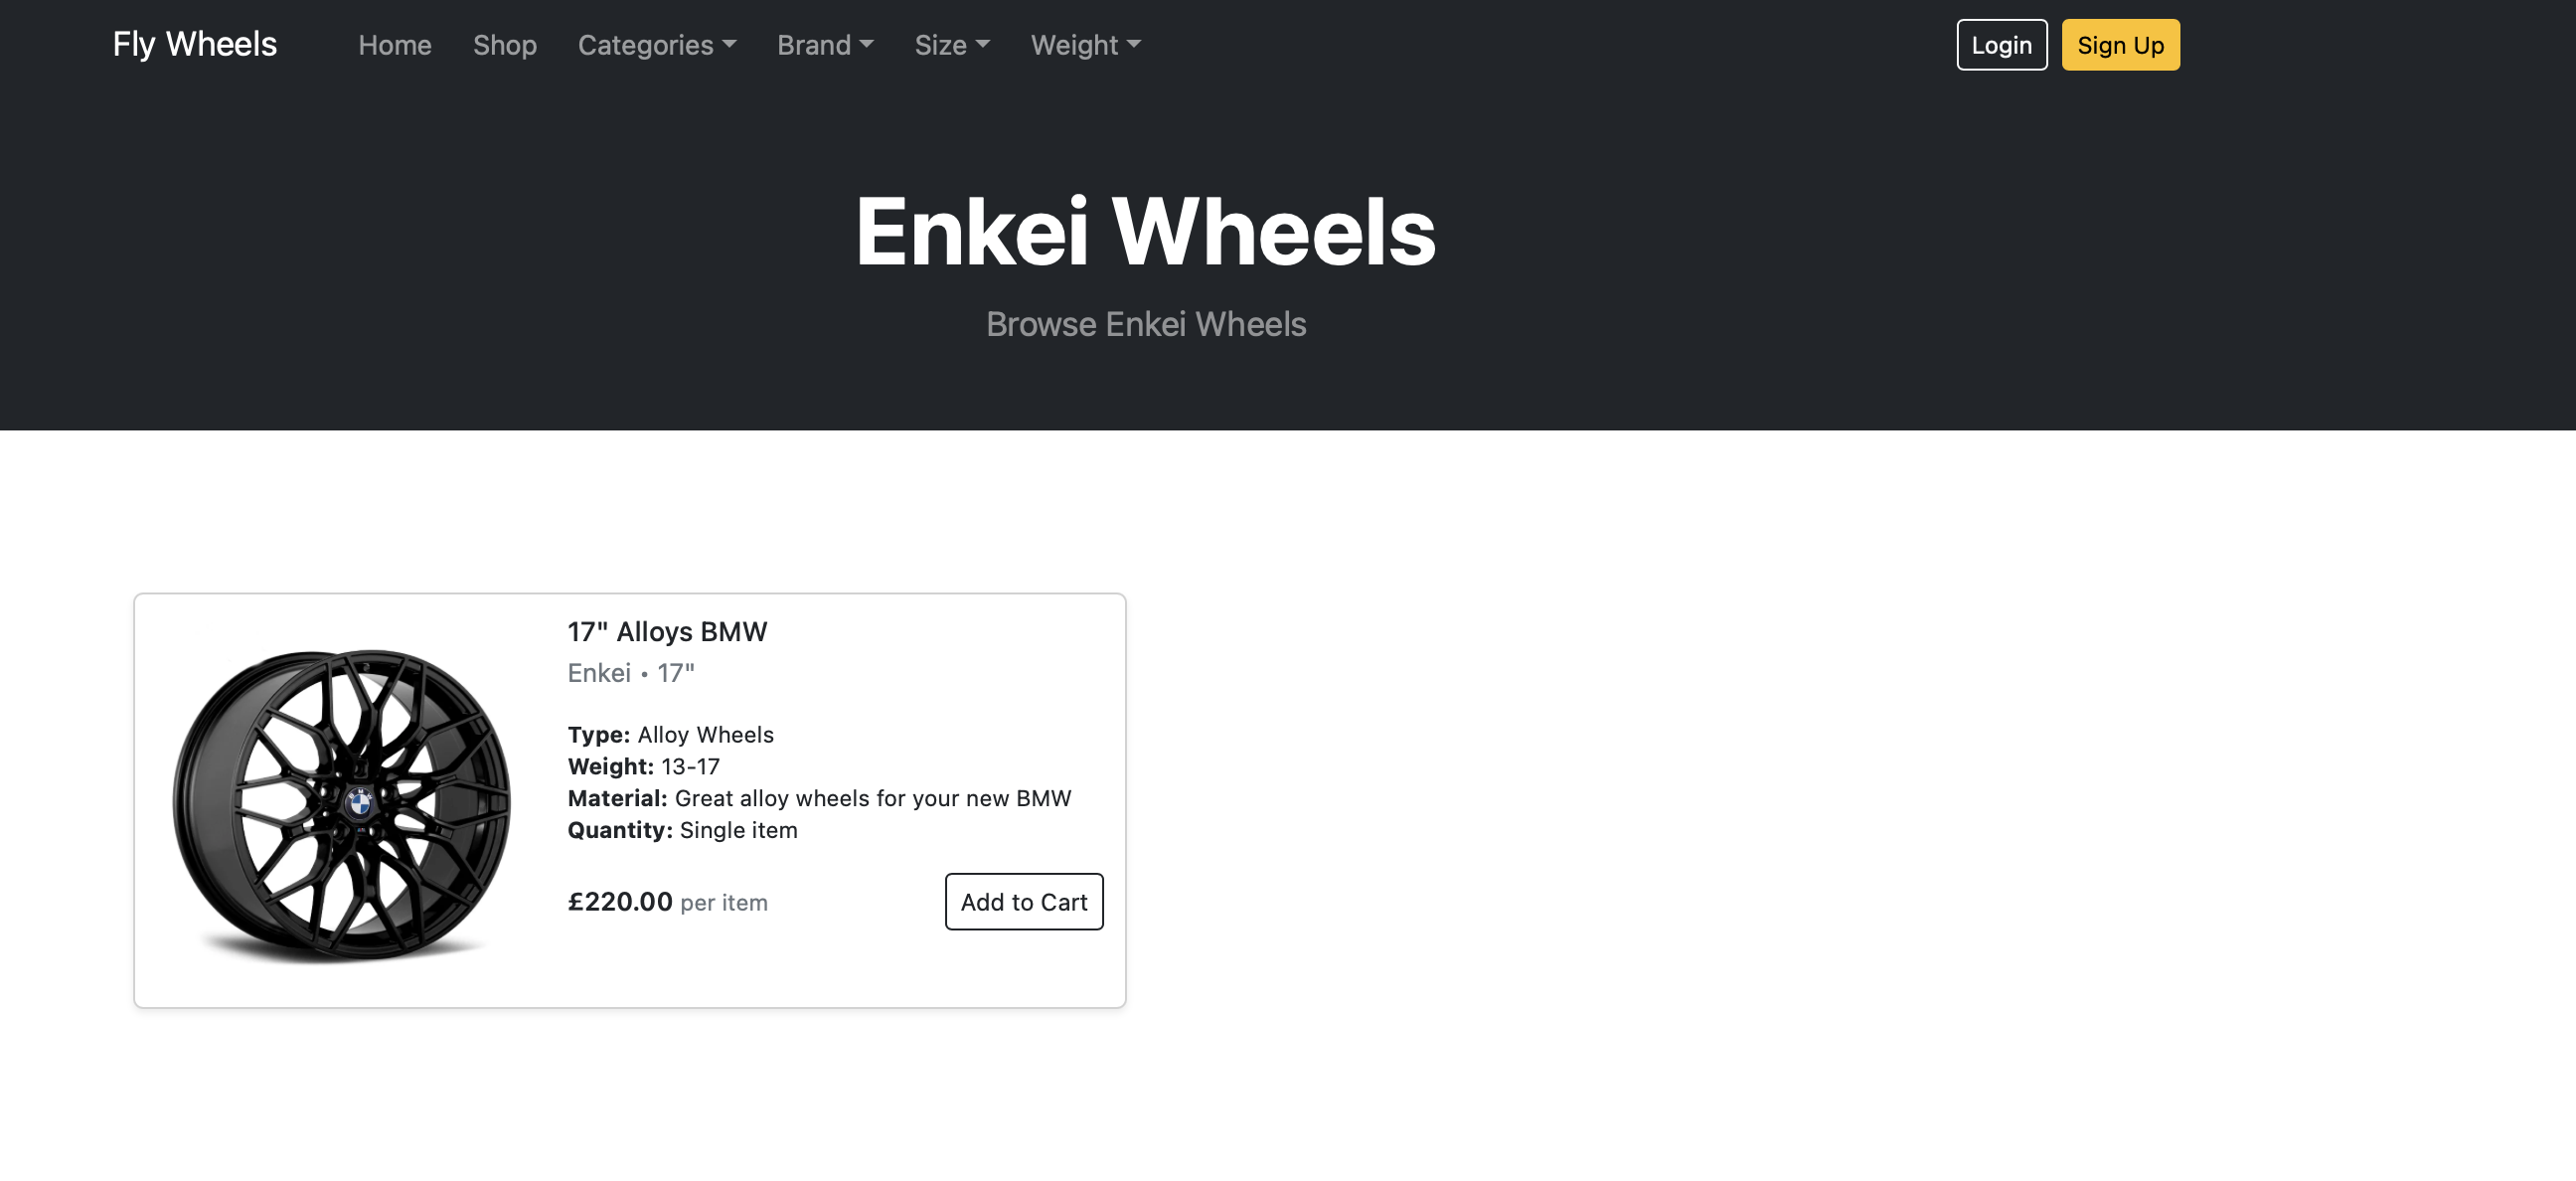 Fly Wheels Home Shop Categories Brand Size Weight Login Sign Up
Enkei Wheels
Browse Enkei Wheels
17" Alloys BMW
Enkei • 17"
Type: Alloy Wheels
Weight: 13-17
Material: Great alloy wheels for your new BMW
Quantity: Single item
£220.00 per item Add to Cart